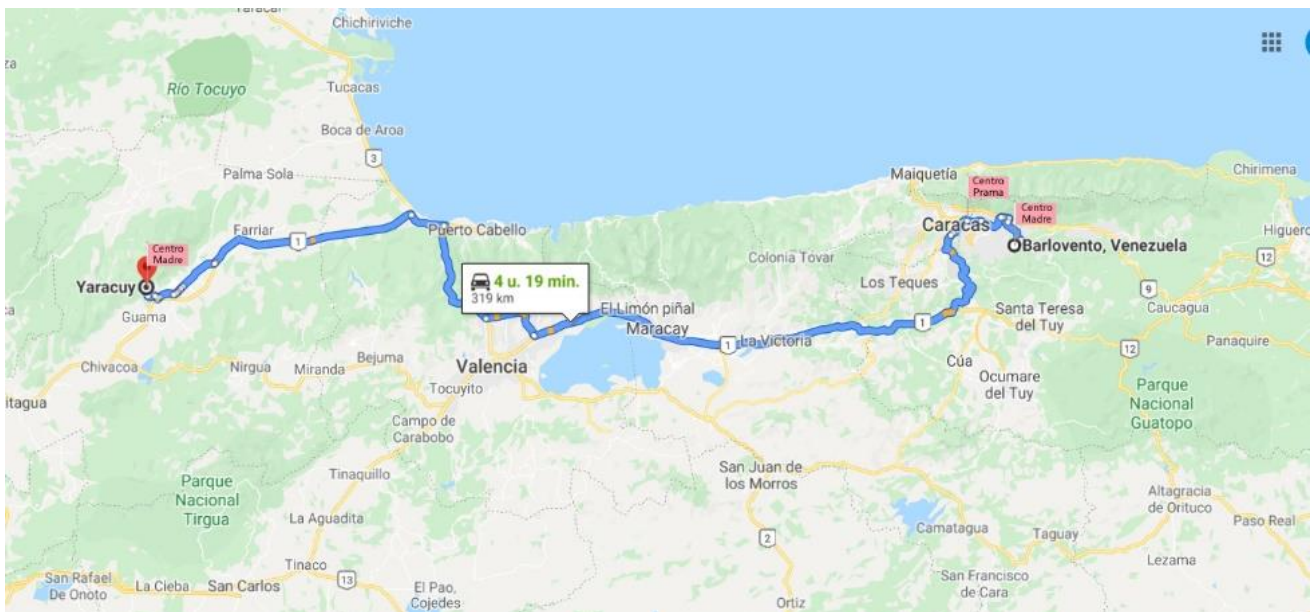 Yaracay
Chichiriviche
Río Tocuyo
Tucacas
Boca de Aroa
3
Palma Sola
Maiquetía
Centro
Prama
Chirimena
Farriar
1
Puerto Cabello
Caracas
Centro
Madre
Barlovento, Venezuela
Higuero
Centro
Madre
Yaracuy
Colonia Tovar
12
4 u. 19 min.
319 km
Los Teques
9
Guama
El Limón piñal
Maracay
1
Santa Teresa
del Tuy
Caucagua
1
La Victoria
12
Panaquire
Chivacoa
Nirgua
Miranda
Bejuma
Valencia
Tocuyito
Cúa
Ocumare
del Tuy
Parque
Nacional
Guatopo
itagua
Campo de
Carabobo
Parque
Nacional
Tirgua
Tinaquillo
San Juan de
los Morros
La Aguadita
Altagracia
de Orituco
Paso Real
Camatagua
Taguay
2
Lezama
Tinaco
San Rafael
De Onoto
La Cieba
San Carlos
13
El Pao,
Cojedes
San Francisco
de Cara
Ortiz